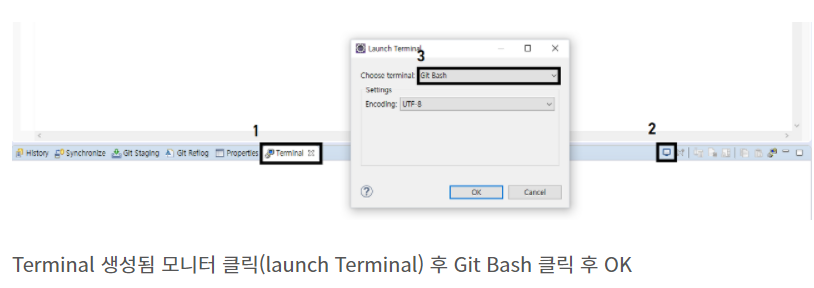 Launch Terminal
3
Choose terminal: Git Bash
Settings
Encoding: UTF-8
1
2
History Synchronize Git Staging Git Reflog Properties Terminal
OK Cancel
Terminal 생성됨 모니터 클릭(launch Terminal) 후 Git Bash 클릭 후 OK